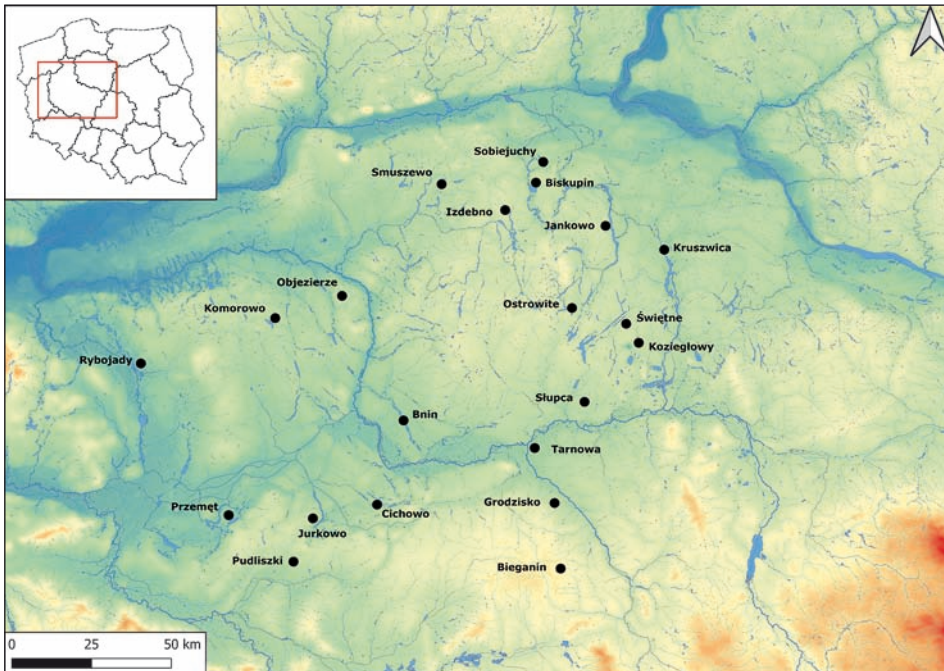 Sobiejuchy
Smuszewo
Biskupin
Izdebno
Jankowo
Kruszwica
Objezierze
Komorowo
Ostrowite
Świętne
Koziegłowy
Rybojady
Słupca
Bnin
Tarnowa
Przemęt
Cichowo
Grodzisko
Jurkowo
Pudliszki
Bieganin
0 25 50 km